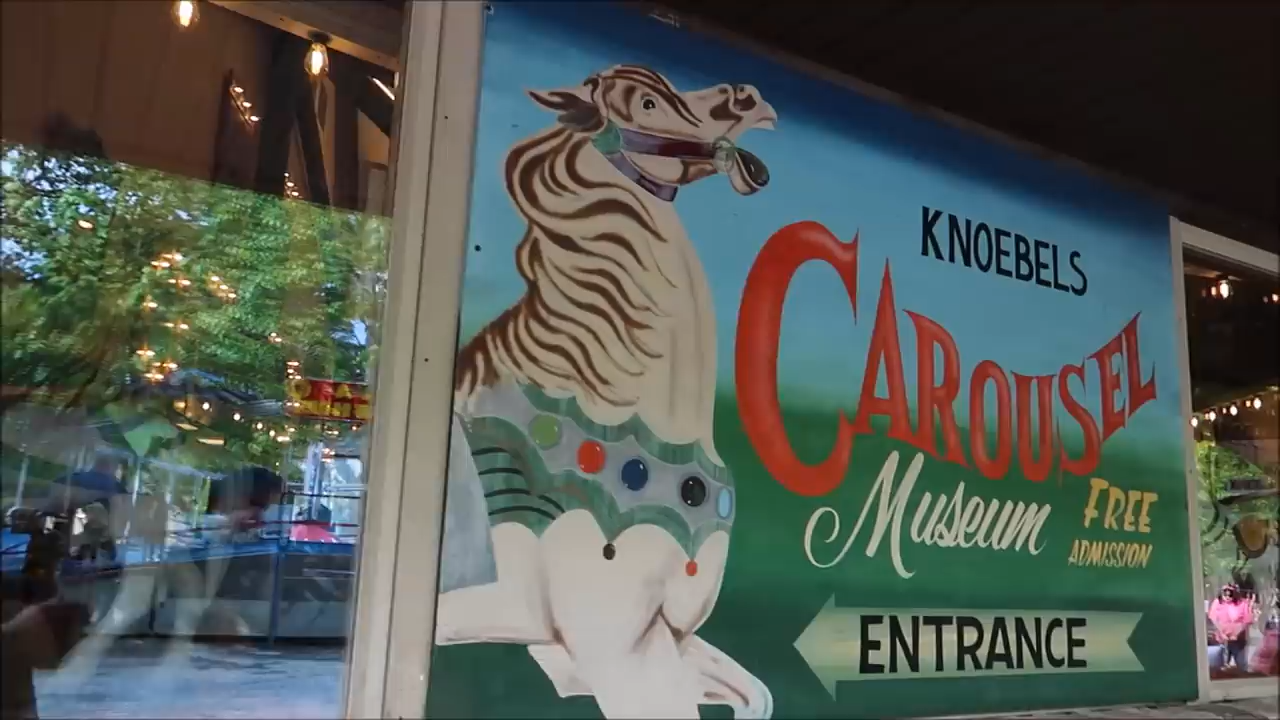 KNOEBELS
CAROUSEL
Museum
FREE
ADMISSION
ENTRANCE